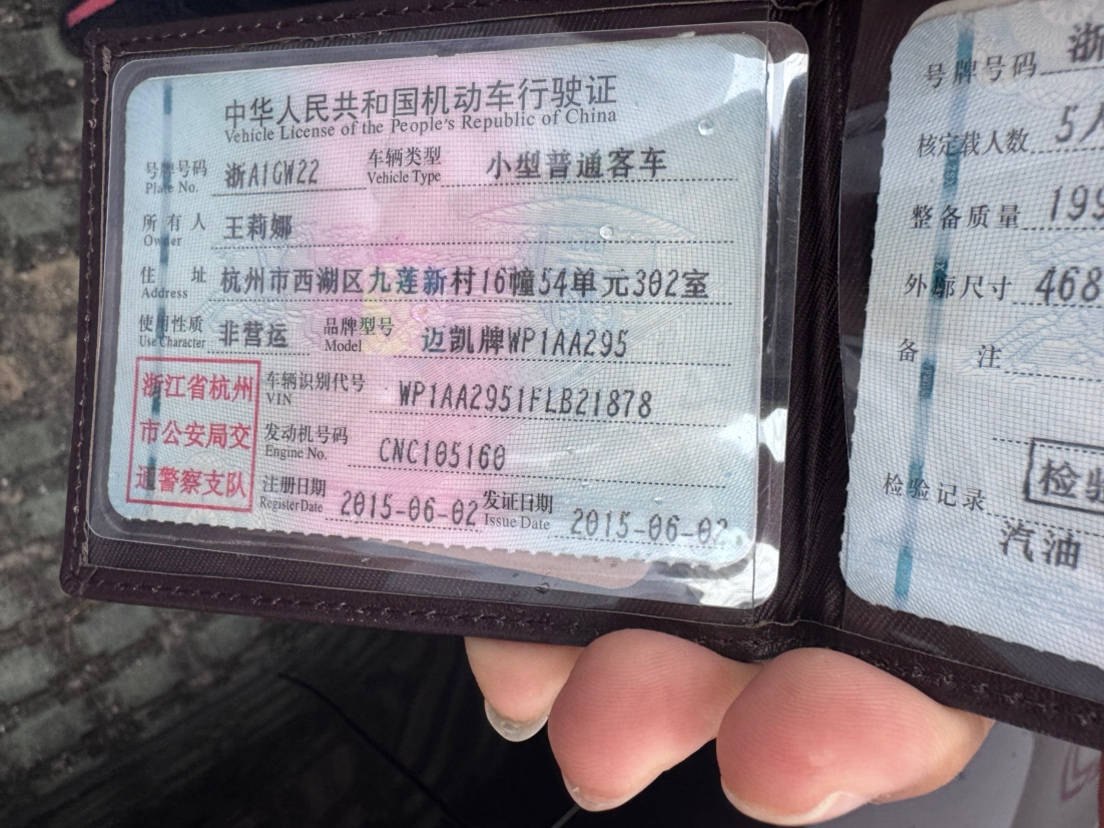 中华人民共和国机动车行驶证
Vehicle License of the People's Republic of China
号牌号码 浙A1GW22 车辆类型 小型普通客车
Plate No. Vehicle Type
所有人 王莉娜
Owner
住址 杭州市西湖区九莲新村16幢54单元302室
Address
使用性质 非营运 品牌型号 迈凯牌WP1AA295
Use Character Model
浙江省杭州
市公安局交
通警察支队
车辆识别代号 WP1AA2951FLB21878
VIN
发动机号码 CNC105160
Engine No.
注册日期 2015-06-02 发证日期 2015-06-02
Register Date Issue Date
号牌号码 浙
核定载人数 5人
整备质量 199
外廓尺寸 468
备注
检验记录 检验
汽油